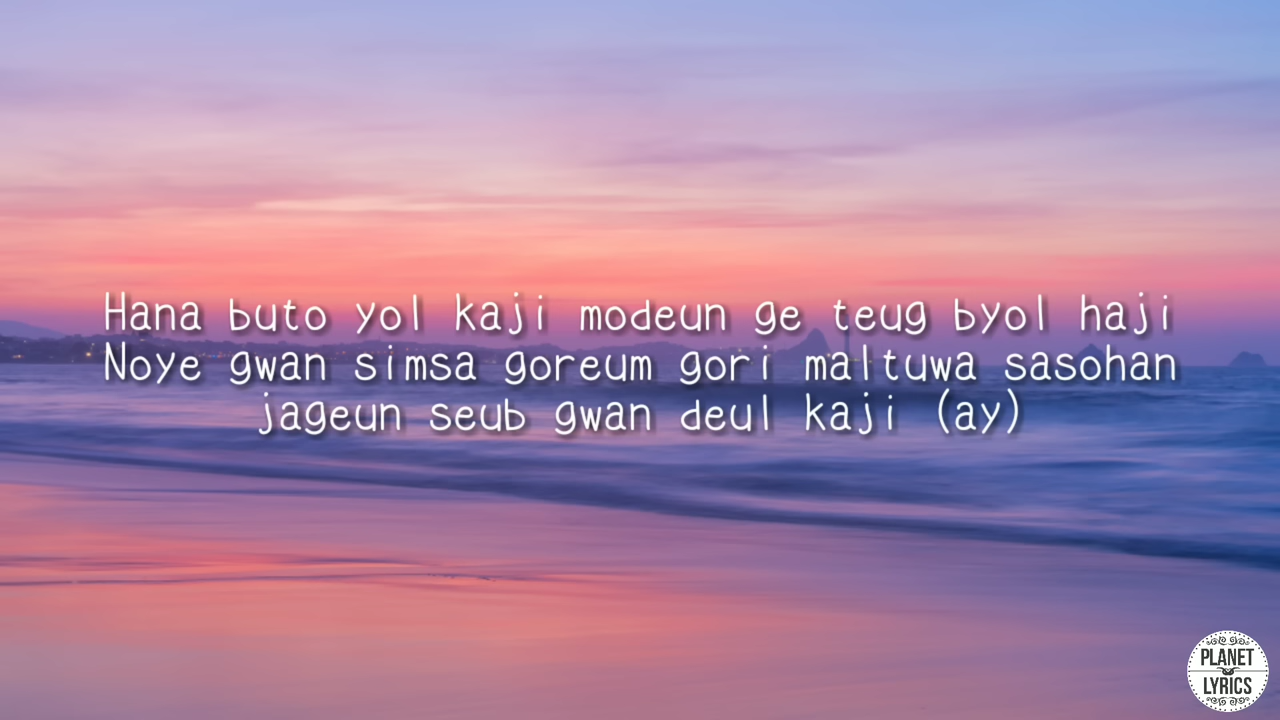 Hana buto yol kaji modeun ge teug byol haji
Noye gwan simsa goreum gori maltuwa sasohan
jageun seub gwan deul kaji (ay)
PLANET
LYRICS